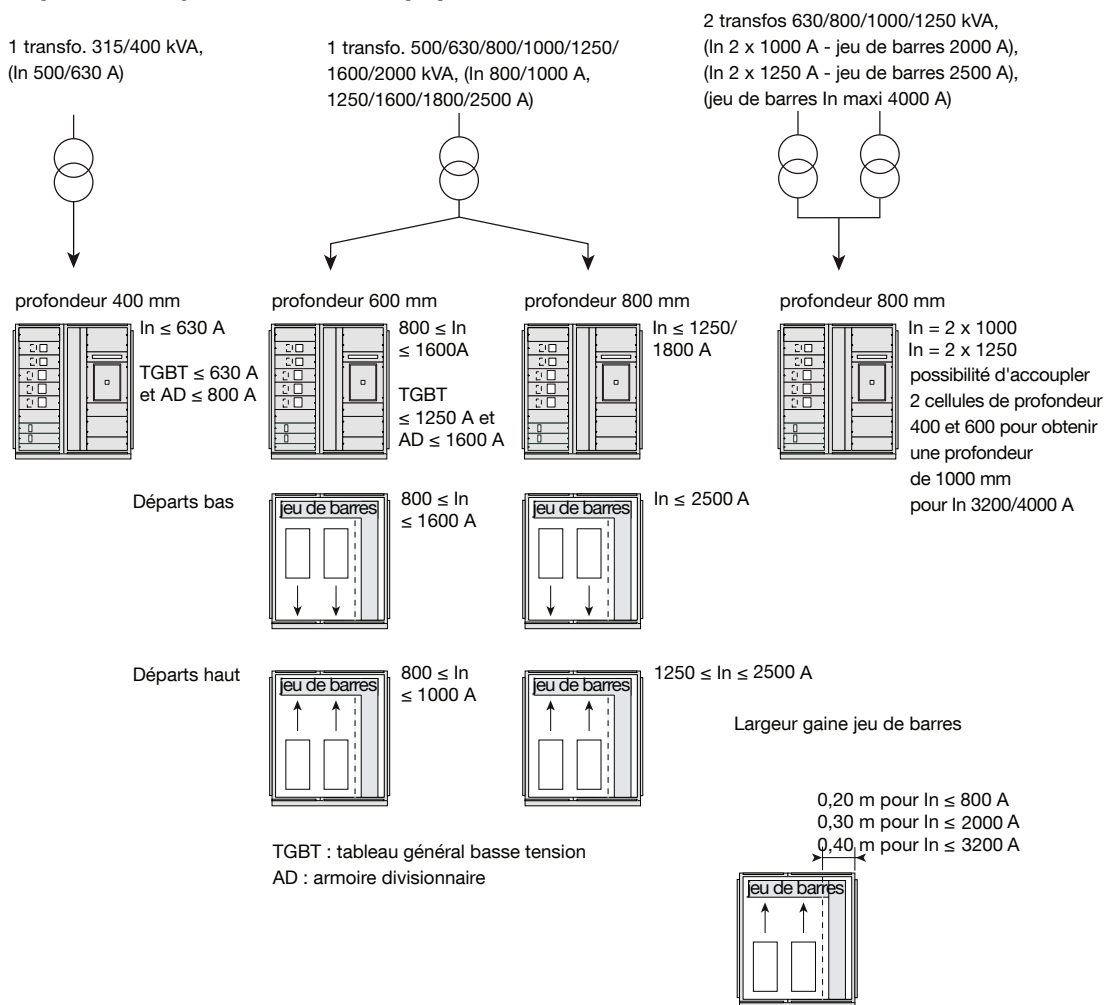 1 transfo. 315/400 kVA,
(In 500/630 A)
1 transfo. 500/630/800/1000/1250/
1600/2000 kVA, (In 800/1000 A,
1250/1600/1800/2500 A)
2 transfos 630/800/1000/1250 kVA,
(In 2 x 1000 A - jeu de barres 2000 A),
(In 2 x 1250 A - jeu de barres 2500 A),
(jeu de barres In maxi 4000 A)
profondeur 400 mm
In ≤ 630 A
TGBT ≤ 630 A
et AD ≤ 800 A
profondeur 600 mm
800 ≤ In
≤ 1600A
TGBT
≤ 1250 A et
AD ≤ 1600 A
profondeur 800 mm
In ≤ 1250/
1800 A
profondeur 800 mm
In = 2 x 1000
In = 2 x 1250
possibilité d'accoupler
2 cellules de profondeur
400 et 600 pour obtenir
une profondeur
de 1000 mm
pour In 3200/4000 A
Départs bas
jeu de barres
800 ≤ In
≤ 1600 A
jeu de barres
In ≤ 2500 A
Départs haut
jeu de barres
800 ≤ In
≤ 1000 A
jeu de barres
1250 ≤ In ≤ 2500 A
Largeur gaine jeu de barres
0,20 m pour In ≤ 800 A
0,30 m pour In ≤ 2000 A
0,40 m pour In ≤ 3200 A
jeu de barres
TGBT : tableau général basse tension
AD : armoire divisionnaire